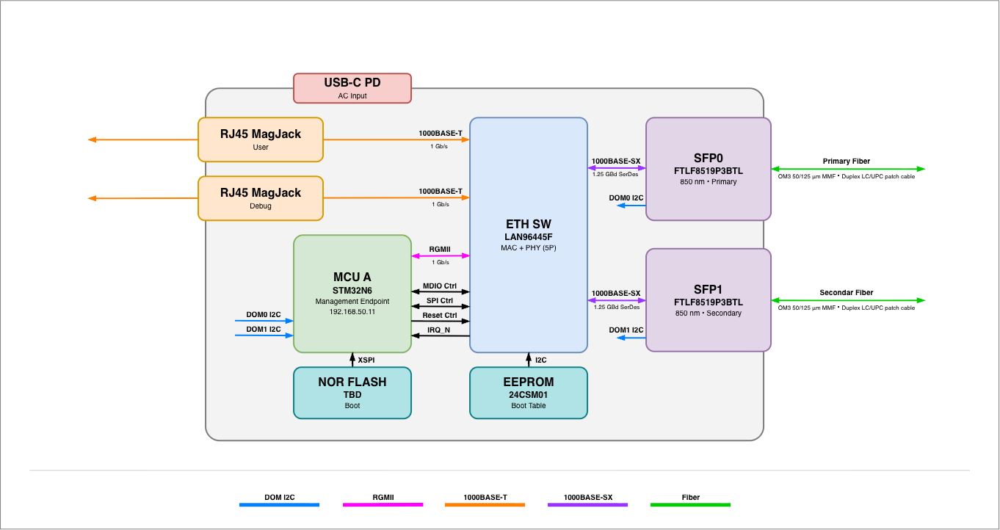 USB-C PD
AC Input
RJ45 MagJack
User
1000BASE-T
1 Gb/s
RJ45 MagJack
Debug
1000BASE-T
1 Gb/s
MCU A
STM32N6
Management Endpoint
192.168.50.11
DOM0 I2C
DOM1 I2C
RGMII
1 Gb/s
MDIO Ctrl
SPI Ctrl
Reset Ctrl
IRQ_N
XSPI
NOR FLASH
TBD
Boot
ETH SW
LAN96445F
MAC + PHY (5P)
I2C
EEPROM
24CSM01
Boot Table
1000BASE-SX
1.25 GBd SerDes
DOM0 I2C
SFP0
FTLF8519P3BTL
850 nm • Primary
Primary Fiber
OM3 50/125 µm MMF • Duplex LC/UPC patch cable
1000BASE-SX
1.25 GBd SerDes
DOM1 I2C
SFP1
FTLF8519P3BTL
850 nm • Secondary
Secondar Fiber
OM3 50/125 µm MMF • Duplex LC/UPC patch cable
DOM I2C
RGMII
1000BASE-T
1000BASE-SX
Fiber